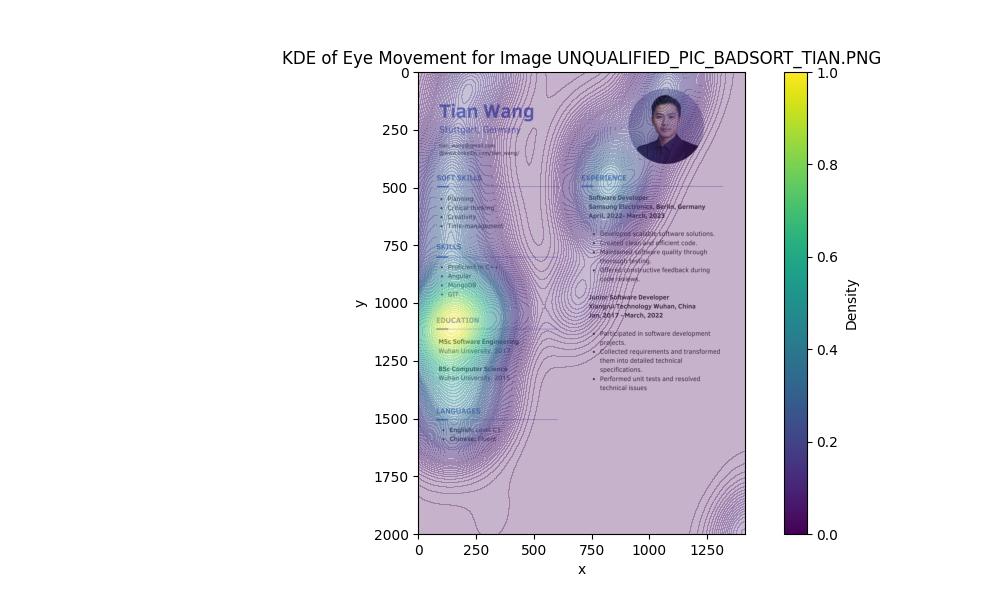 KDE of Eye Movement for Image UNQUALIFIED_PIC_BADSORT_TIAN.PNG
0
250
500
750
1000
1250
1500
1750
2000
y
0
250
500
750
1000
1250
x
Tian Wang
Stuttgart, Germany
tian_wang@gmail.com
@www.linkedin.com/tian_wang/
SOFT SKILLS
• Planning
• Critical thinking
• Creativity
• Time-management
SKILLS
• Proficient in C++
• Angular
• MongoDB
• GIT
EDUCATION
MSc Software Engineering
Wuhan University, 2017
BSc Computer Science
Wuhan University, 2015
LANGUAGES
• English: Level C1
• Chinese: Fluent
EXPERIENCE
Software Developer
Samsung Electronics, Berlin, Germany
April, 2022- March, 2023
• Developed scalable software solutions.
• Created clean and efficient code.
• Maintained software quality through
thorough testing.
• Offered constructive feedback during
code reviews.
Junior Software Developer
Xiangrui Technology Wuhan, China
Jan, 2017 –March, 2022
• Participated in software development
projects.
• Collected requirements and transformed
them into detailed technical
specifications.
• Performed unit tests and resolved
technical issues
1.0
0.8
0.6
0.4
0.2
0.0
Density